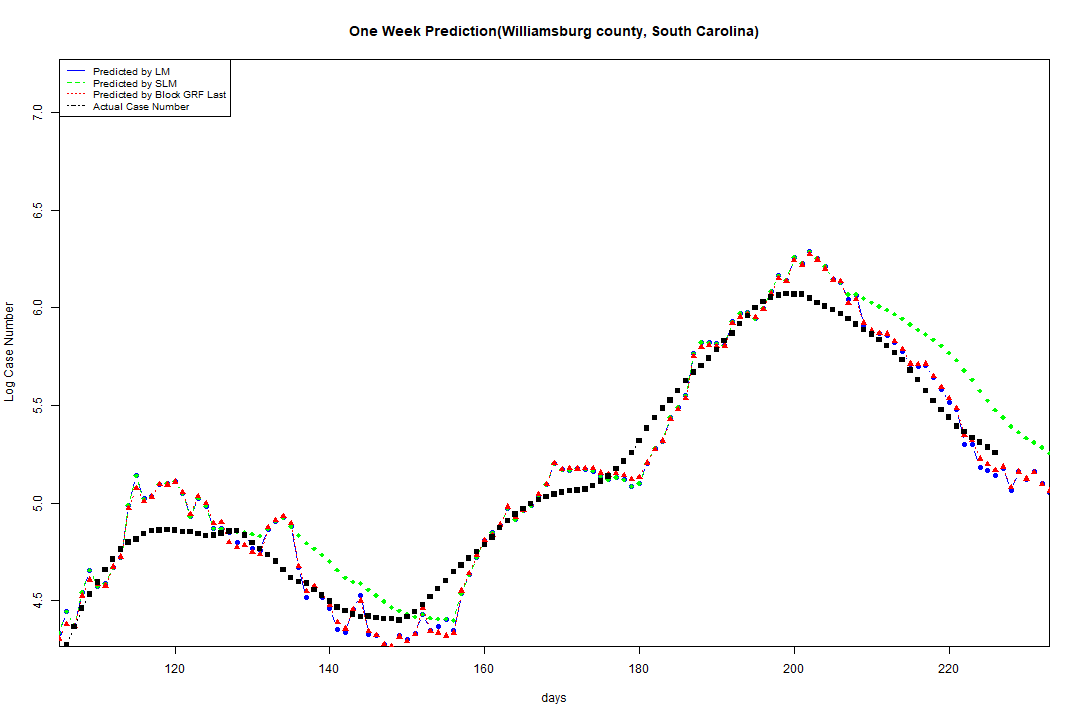 One Week Prediction(Williamsburg county, South Carolina)
Predicted by LM
Predicted by SLM
Predicted by Block GRF Last
Actual Case Number
7.0
6.5
6.0
5.5
5.0
4.5
Log Case Number
120 140 160 180 200 220
days